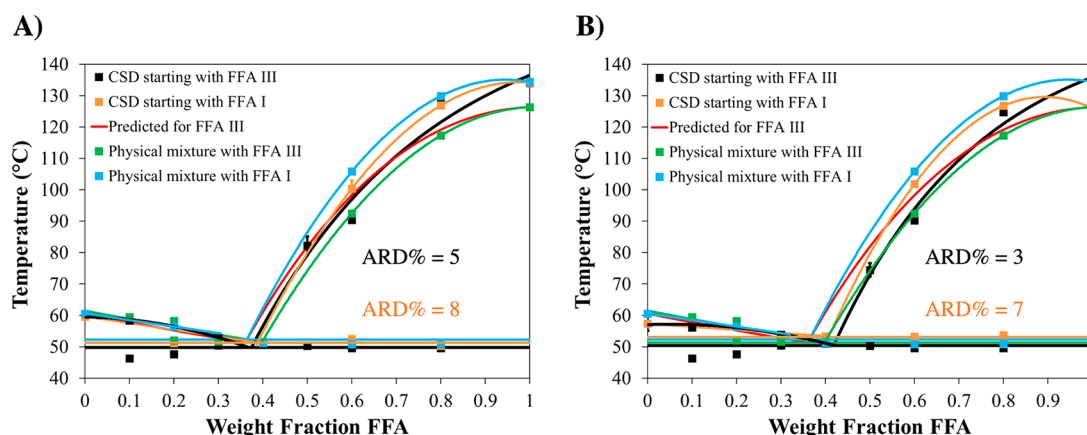 A)
140
130
120
110
100
90
80
70
60
50
40
Temperature (°C)
CSD starting with FFA III
CSD starting with FFA I
Predicted for FFA III
Physical mixture with FFA III
Physical mixture with FFA I
ARD% = 5
ARD% = 8
0 0.1 0.2 0.3 0.4 0.5 0.6 0.7 0.8 0.9 1
Weight Fraction FFA
B)
140
130
120
110
100
90
80
70
60
50
40
Temperature (°C)
CSD starting with FFA III
CSD starting with FFA I
Predicted for FFA III
Physical mixture with FFA III
Physical mixture with FFA I
ARD% = 3
ARD% = 7
0 0.1 0.2 0.3 0.4 0.5 0.6 0.7 0.8 0.9
Weight Fraction FFA